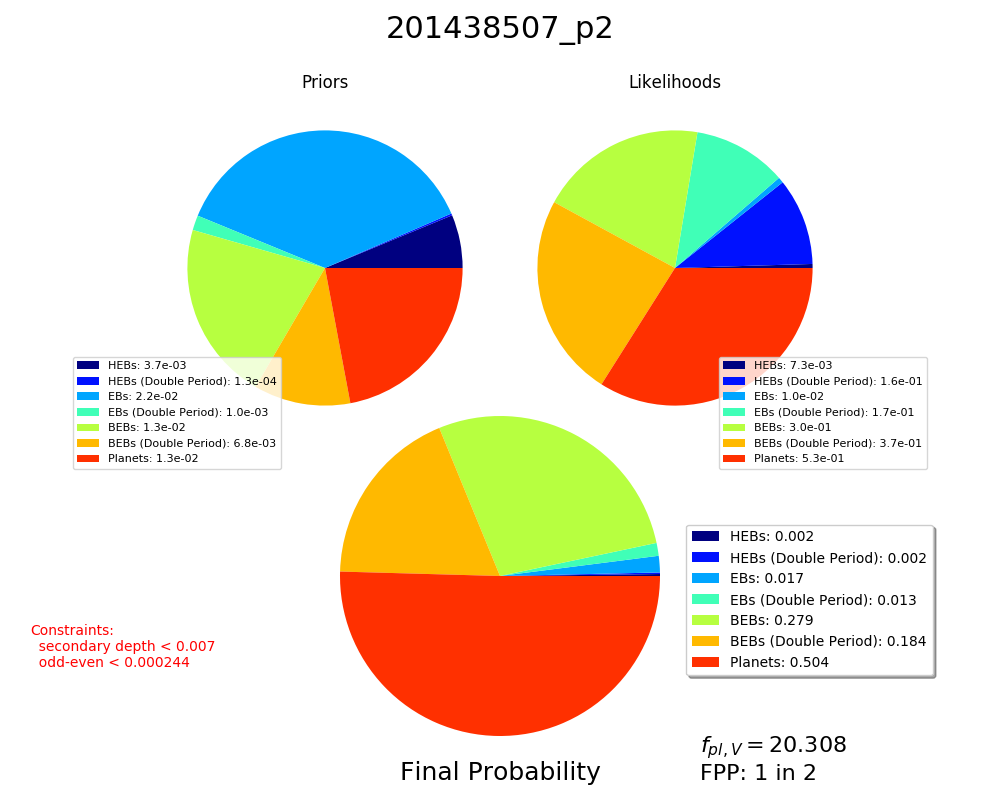 201438507_p2
Priors
Likelihoods
HEBs: 3.7e-03
HEBs (Double Period): 1.3e-04
EBs: 2.2e-02
EBs (Double Period): 1.0e-03
BEBs: 1.3e-02
BEBs (Double Period): 6.8e-03
Planets: 1.3e-02
HEBs: 7.3e-03
HEBs (Double Period): 1.6e-01
EBs: 1.0e-02
EBs (Double Period): 1.7e-01
BEBs: 3.0e-01
BEBs (Double Period): 3.7e-01
Planets: 5.3e-01
HEBs: 0.002
HEBs (Double Period): 0.002
EBs: 0.017
EBs (Double Period): 0.013
BEBs: 0.279
BEBs (Double Period): 0.184
Planets: 0.504
Constraints:
secondary depth < 0.007
odd-even < 0.000244
Final Probability
f_{pl, V} = 20.308
FPP: 1 in 2